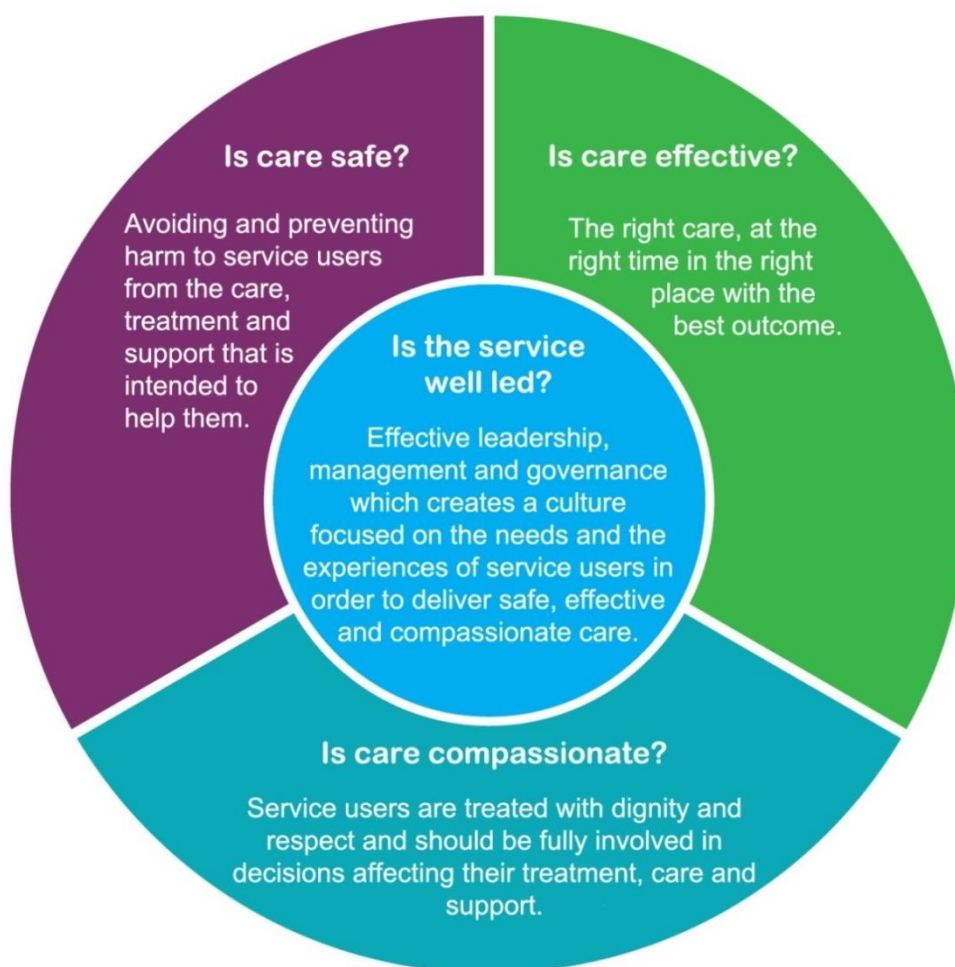 Is care safe?
Avoiding and preventing
harm to service users
from the care,
treatment and
support that is
intended to
help them.
Is care effective?
The right care, at the
right time in the right
place with the
best outcome.
Is the service
well led?
Effective leadership,
management and governance
which creates a culture
focused on the needs and the
experiences of service users in
order to deliver safe, effective
and compassionate care.
Is care compassionate?
Service users are treated with dignity and
respect and should be fully involved in
decisions affecting their treatment, care and
support.